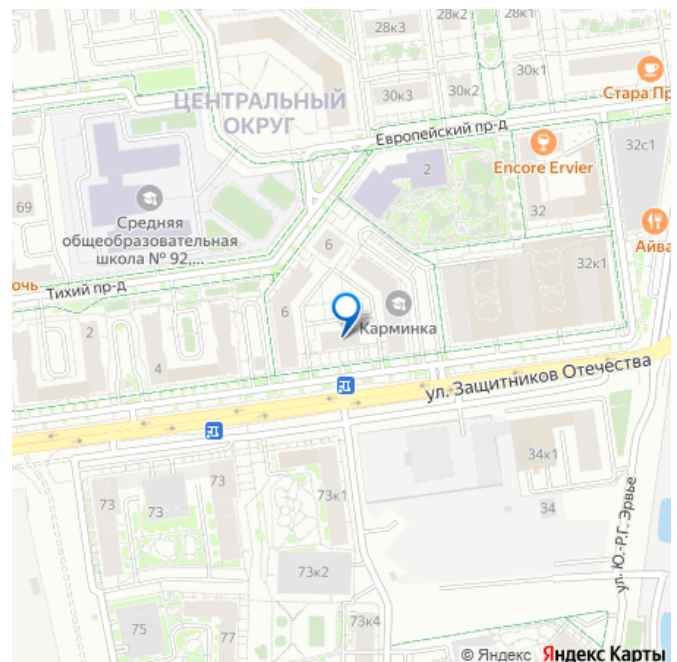 28к3
28к1
30к1
Стара Пр
ЦЕНТРАЛЬНЫЙ
ОКРУГ
30к3
30к2
Европейский пр-д
Encore Ervier
32с1
2
69
Средняя
общеобразовательная
школа № 92,...
32
Айва
6
очь
Тихий пр-д
32к1
6
Карминка
2
4
ул. Защитников Отечества
34к1
73
73
73
73к1
34
ул. Ю.-Р.Г. Эрвье
73к2
75
77
73к4
© Яндекс Яндекс Карты